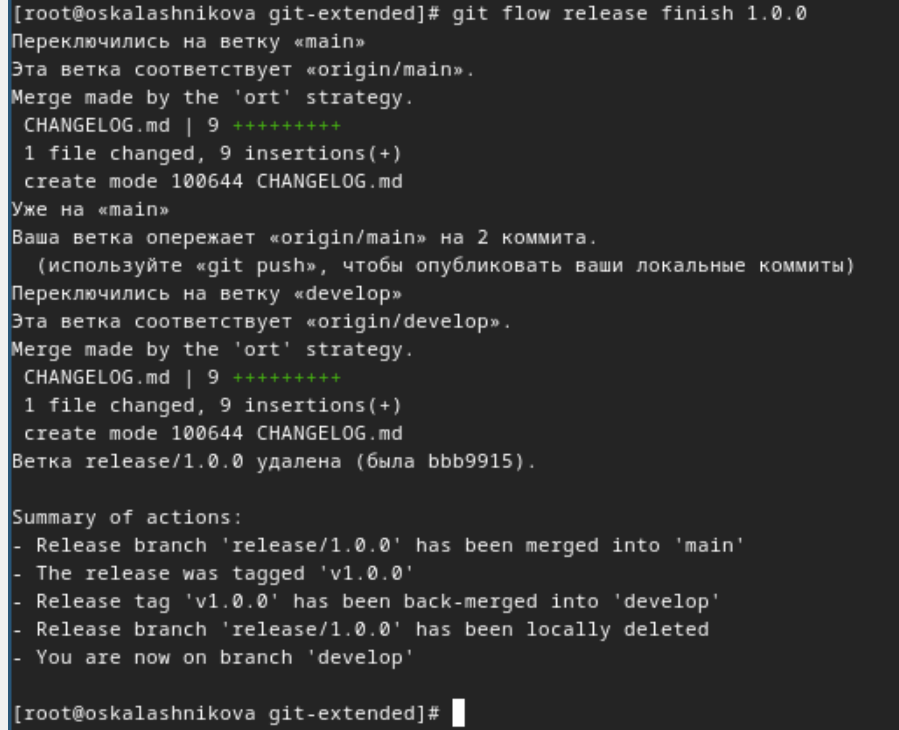 [root@oskalashnikova git-extended]# git flow release finish 1.0.0
Переключились на ветку «main»
Эта ветка соответствует «origin/main».
Merge made by the 'ort' strategy.
 CHANGELOG.md | 9 +++++++++
 1 file changed, 9 insertions(+)
 create mode 100644 CHANGELOG.md
Уже на «main»
Ваша ветка опережает «origin/main» на 2 коммита.
  (используйте «git push», чтобы опубликовать ваши локальные коммиты)
Переключились на ветку «develop»
Эта ветка соответствует «origin/develop».
Merge made by the 'ort' strategy.
 CHANGELOG.md | 9 +++++++++
 1 file changed, 9 insertions(+)
 create mode 100644 CHANGELOG.md
Ветка release/1.0.0 удалена (была bbb9915).

Summary of actions:
- Release branch 'release/1.0.0' has been merged into 'main'
- The release was tagged 'v1.0.0'
- Release tag 'v1.0.0' has been back-merged into 'develop'
- Release branch 'release/1.0.0' has been locally deleted
- You are now on branch 'develop'

[root@oskalashnikova git-extended]#